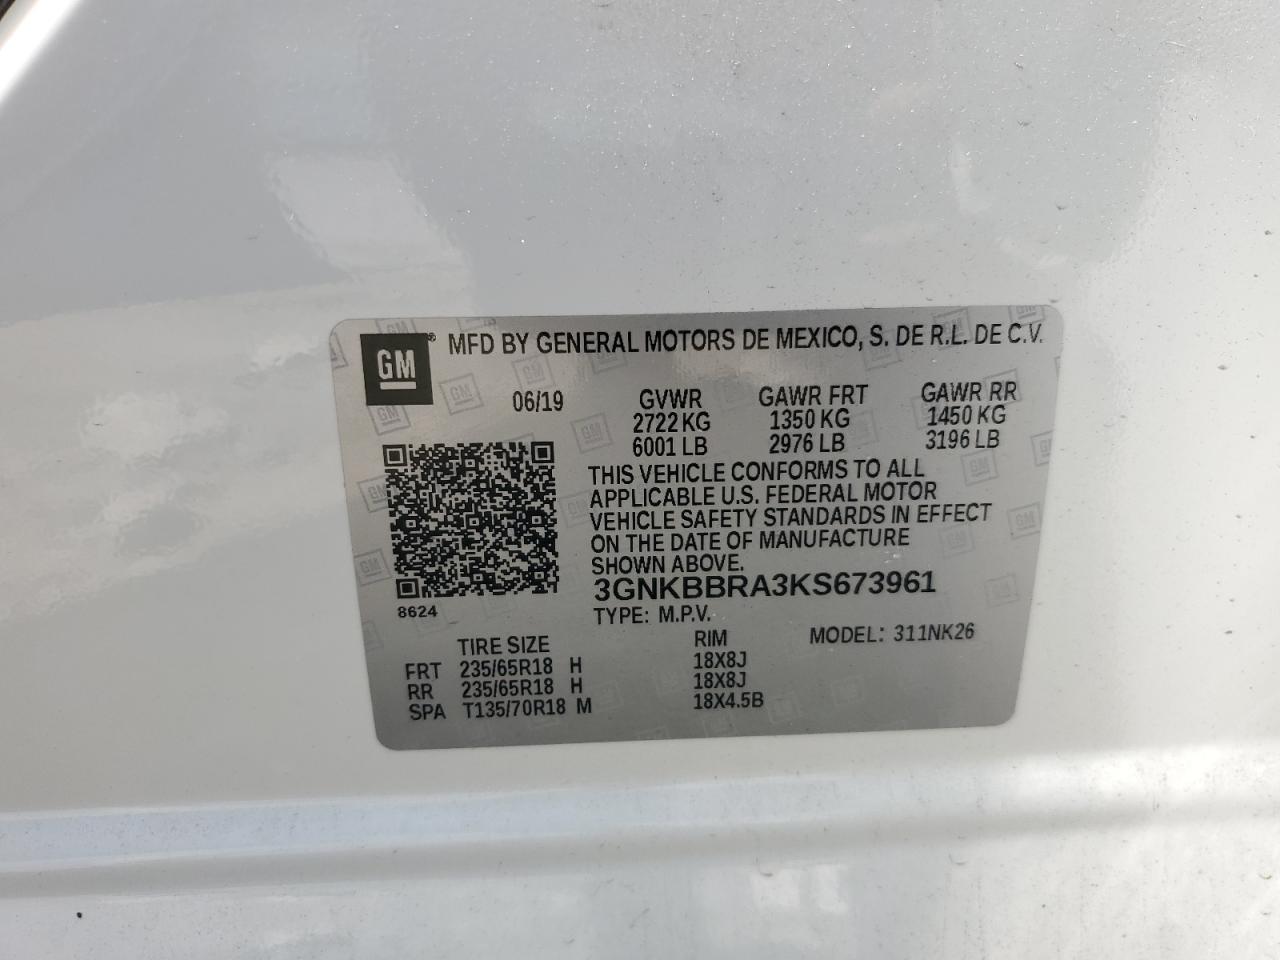 GM® MFD BY GENERAL MOTORS DE MEXICO, S. DE R.L. DE C.V.
06/19 GVWR GAWR FRT GAWR RR
2722 KG 1350 KG 1450 KG
6001 LB 2976 LB 3196 LB
THIS VEHICLE CONFORMS TO ALL
APPLICABLE U.S. FEDERAL MOTOR
VEHICLE SAFETY STANDARDS IN EFFECT
ON THE DATE OF MANUFACTURE
SHOWN ABOVE.
3GNKBBRA3KS673961
8624
TYPE: M.P.V.
TIRE SIZE RIM MODEL: 311NK26
FRT 235/65R18 H 18X8J
RR 235/65R18 H 18X8J
SPA T135/70R18 M 18X4.5B